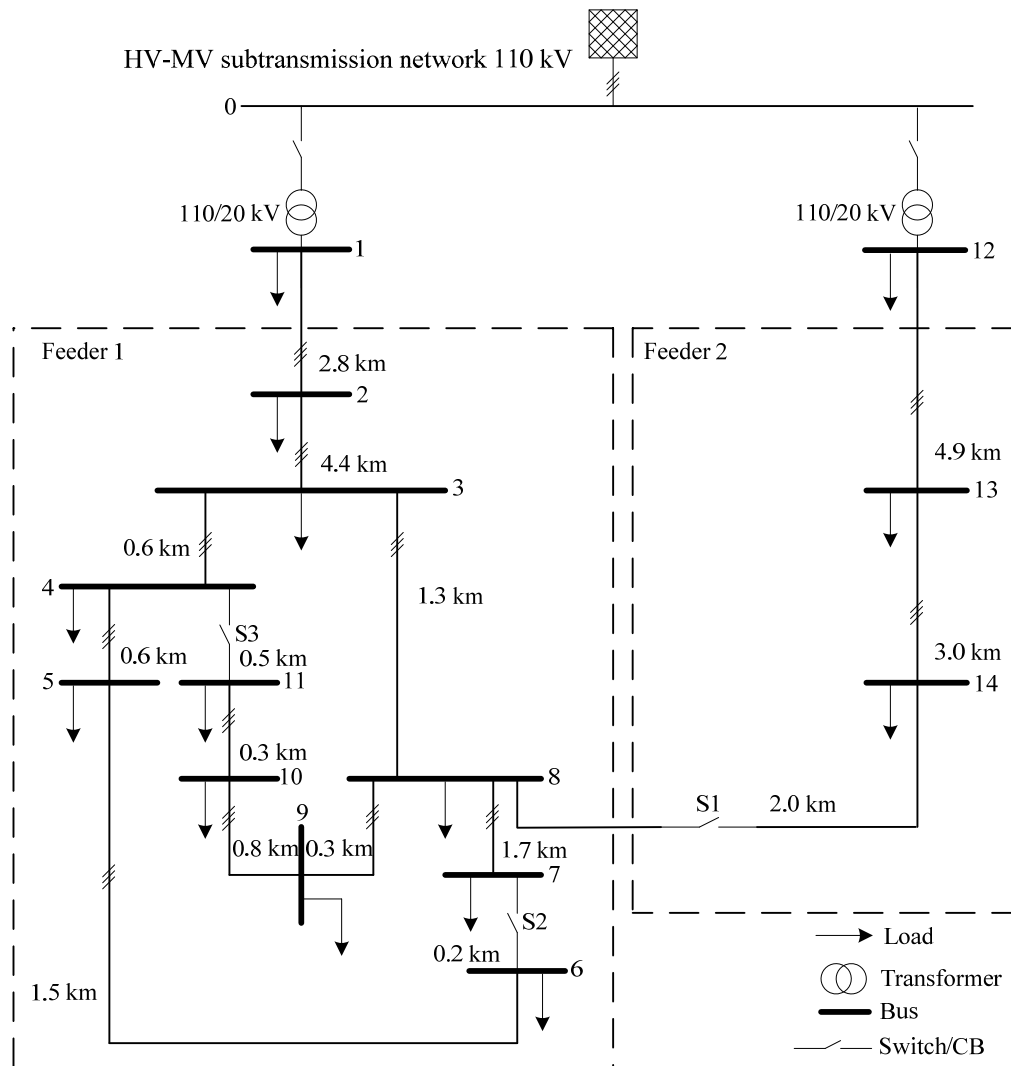 HV-MV subtransmission network 110 kV
0
110/20 kV
110/20 kV
1
12
Feeder 1
Feeder 2
2.8 km
2
4.4 km
4.9 km
3
13
0.6 km
4
1.3 km
S3
0.6 km
0.5 km
3.0 km
5
11
14
0.3 km
10
8
9
S1
2.0 km
0.8 km
0.3 km
1.7 km
7
S2
0.2 km
6
1.5 km
Load
Transformer
Bus
Switch/CB